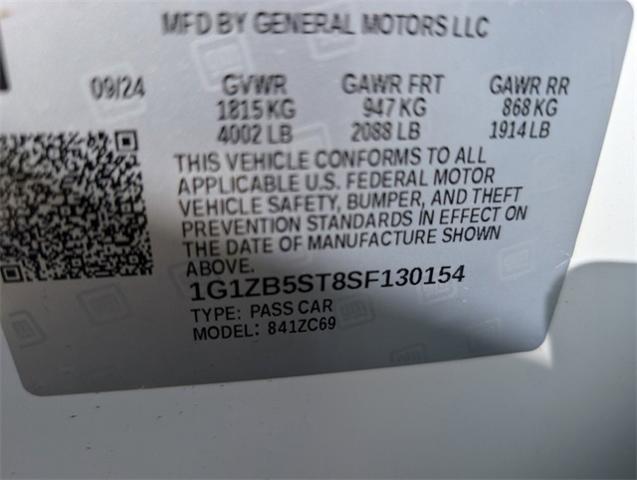 MFD BY GENERAL MOTORS LLC
09/24 GVWR GAWR FRT GAWR RR
1815 KG 947 KG 868 KG
4002 LB 2088 LB 1914 LB
THIS VEHICLE CONFORMS TO ALL
APPLICABLE U.S. FEDERAL MOTOR
VEHICLE SAFETY, BUMPER, AND THEFT
PREVENTION STANDARDS IN EFFECT ON
THE DATE OF MANUFACTURE SHOWN
ABOVE.
1G1ZB5ST8SF130154
TYPE: PASS CAR
MODEL: 841ZC69